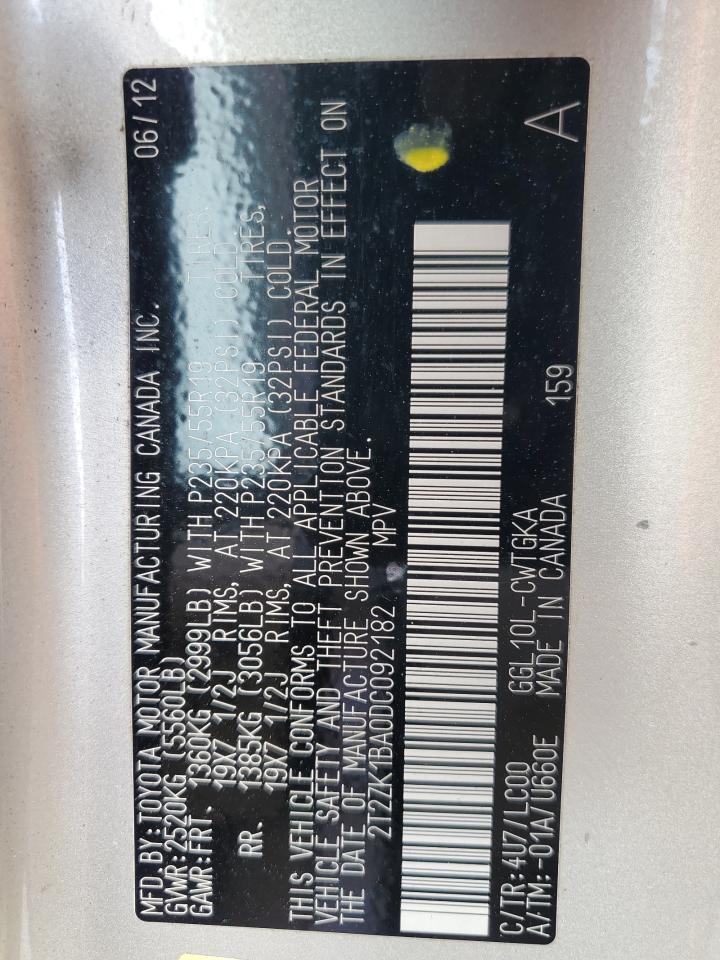 MFD. BY: TOYOTA MOTOR MANUFACTURING CANADA INC. 06/12
GVWR: 2520KG (5560LB)
GAWR: FRT. 1360KG (2999LB) WITH P235/55R19 TIRES,
19X7 1/2J RIMS, AT 220KPA (32PSI) COLD
RR. 1385KG (3056LB) WITH P235/55R19 TIRES,
19X7 1/2J RIMS, AT 220KPA (32PSI) COLD.
THIS VEHICLE CONFORMS TO ALL APPLICABLE FEDERAL MOTOR
VEHICLE SAFETY AND THEFT PREVENTION STANDARDS IN EFFECT ON
THE DATE OF MANUFACTURE SHOWN ABOVE.
2T2ZK1BA0DC092182 MPV
C/TR: 4U7/LC00 GGL10L-CWTGKA 159 A
A/TM: -01A/U660E MADE IN CANADA